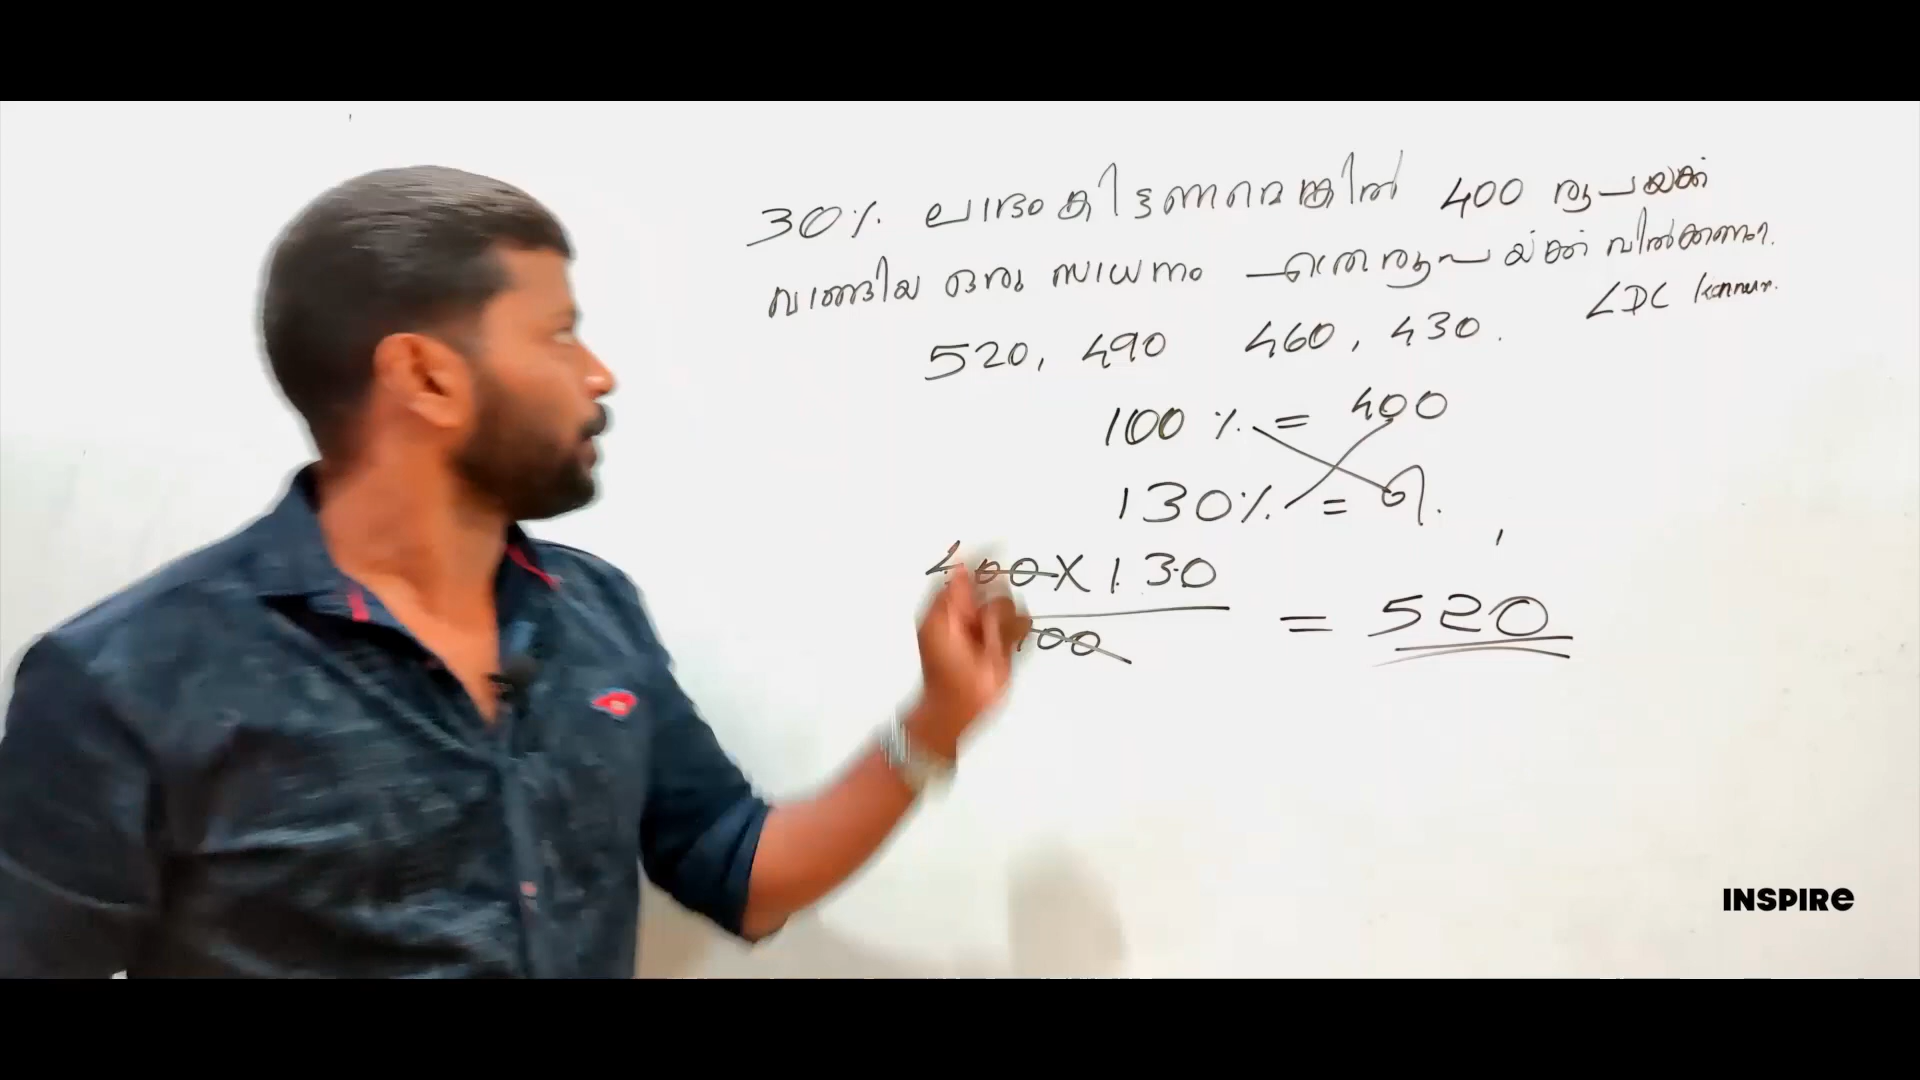 30% ലാഭം കിട്ടണമെങ്കിൽ 400 രൂപയ്ക്ക്
വാങ്ങിയ ഒരു സാധനം എത്ര രൂപയ്ക്ക് വിൽക്കണം.
LDC kannur.
520, 490 460, 430.
100% = 400
130% = ?
400 X 130
100
= 520
INSPIRE